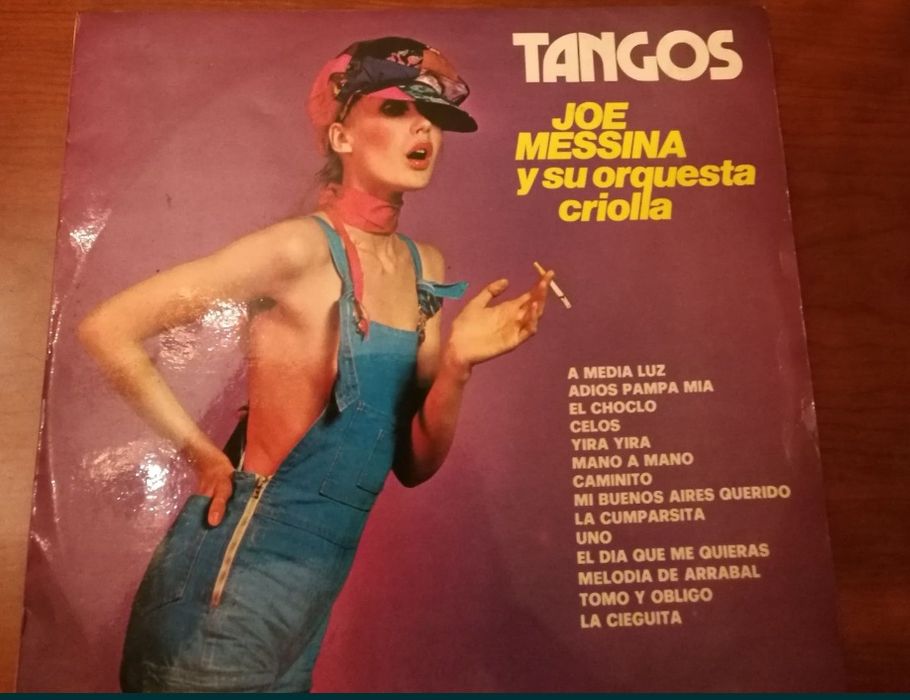 TANGOS
JOE
MESSINA
y su orquesta
criolla
A MEDIA LUZ
ADIOS PAMPA MIA
EL CHOCLO
CELOS
YIRA YIRA
MANO A MANO
CAMINITO
MI BUENOS AIRES QUERIDO
LA CUMPARSITA
UNO
EL DIA QUE ME QUIERAS
MELODIA DE ARRABAL
TOMO Y OBLIGO
LA CIEGUITA